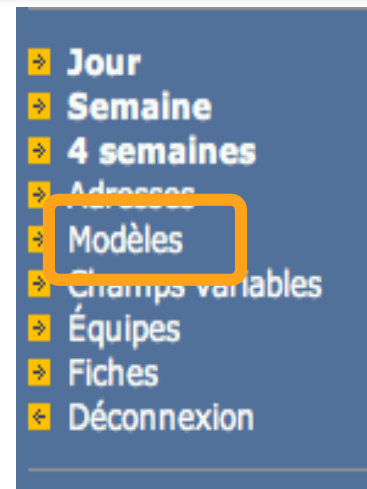 Jour
Semaine
4 semaines
Adresses
Modèles
Champs variables
Équipes
Fiches
Déconnexion